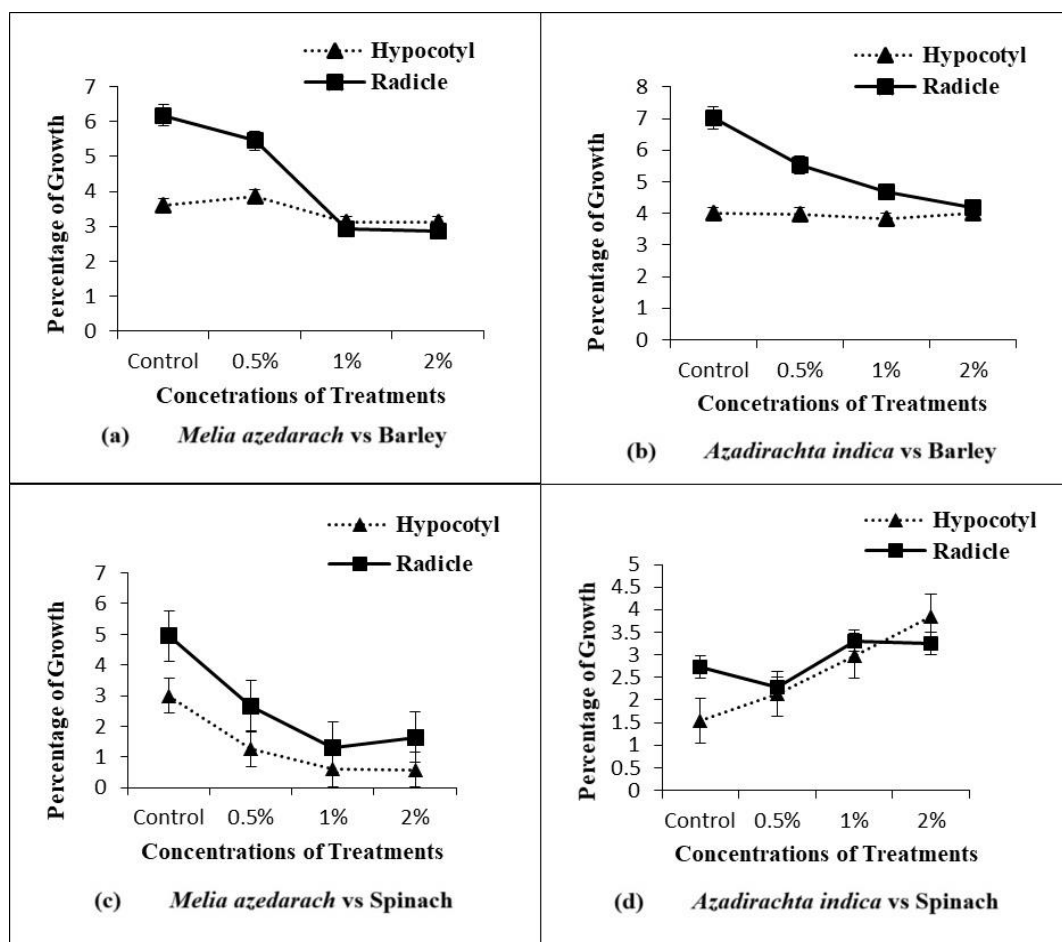 Hypocotyl
Radicle
7
6
5
4
3
2
1
0
Percentage of Growth
Control 0.5% 1% 2%
Concetrations of Treatments
(a) Melia azedarach vs Barley
Hypocotyl
Radicle
8
7
6
5
4
3
2
1
0
Percentage of Growth
Control 0.5% 1% 2%
Concetrations of Treatments
(b) Azadirachta indica vs Barley
Hypocotyl
Radicle
7
6
5
4
3
2
1
0
Percentage of Growth
Control 0.5% 1% 2%
Concentrations of Treatments
(c) Melia azedarach vs Spinach
Hypocotyl
Radicle
5
4.5
4
3.5
3
2.5
2
1.5
1
0.5
0
Percentage of Growth
Control 0.5% 1% 2%
Concentrations of Treatments
(d) Azadirachta indica vs Spinach